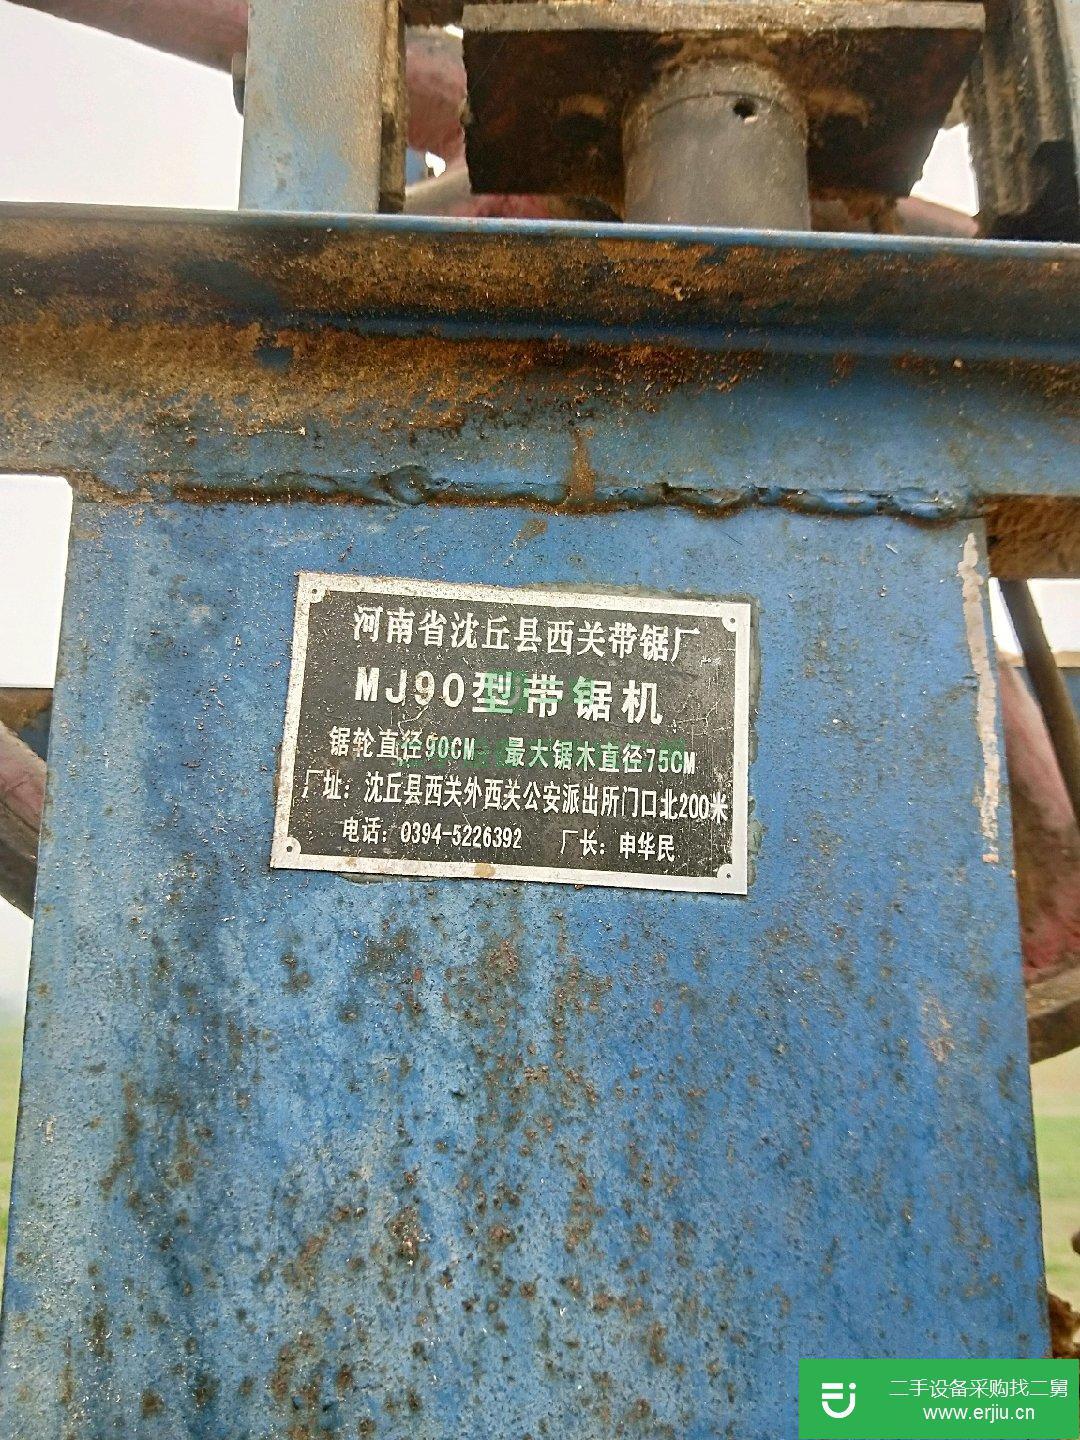 河南省沈丘县西关带锯厂
MJ90型带锯机
锯轮直径90CM 最大锯木直径75CM
厂址：沈丘县西关外西关公安派出所门口北200米
电话：0394-5226392 厂长：申华民
二手设备采购找二舅
www.erjiu.cn